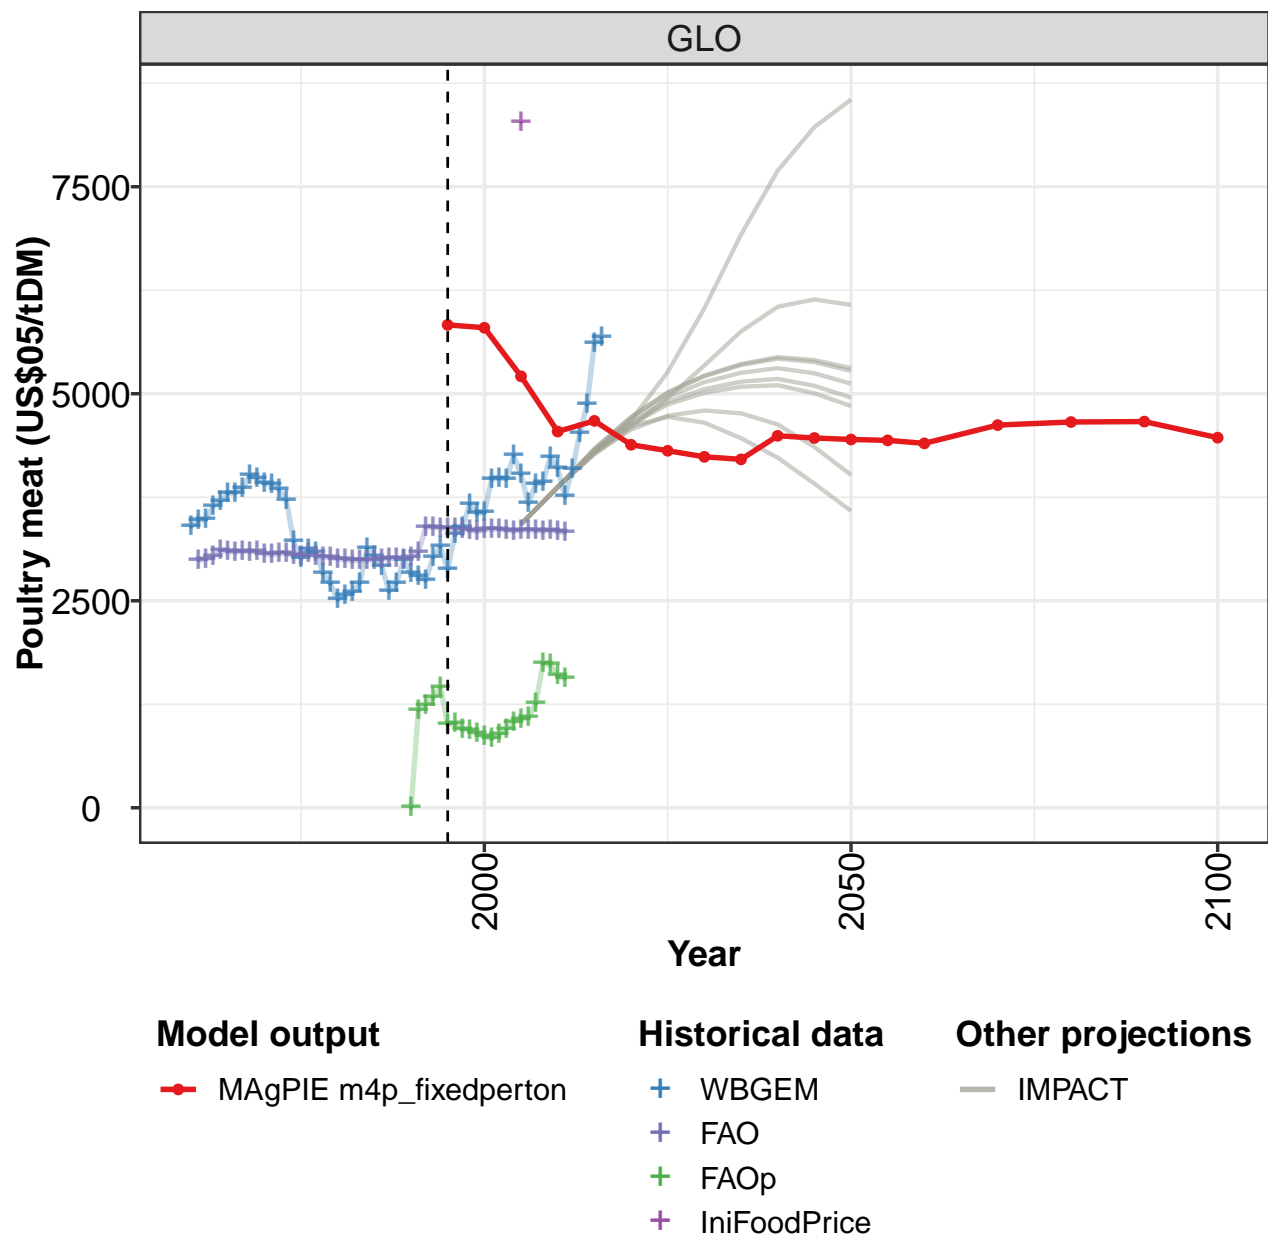 GLO
Poultry meat (US$05/tDM)
7500
5000
2500
0
2000
2050
2100
Year
Model output
MAgPIE m4p_fixedperton
Historical data
WBGEM
FAO
FAOp
IniFoodPrice
Other projections
IMPACT